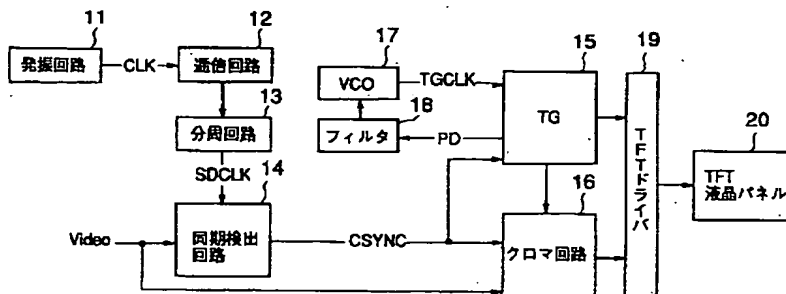 11
発振回路
CLK
12
逓倍回路
13
分周回路
SDCLK
14
同期検出
回路
Video
CSYNC
17
VCO
TGCLK
18
フィルタ
PD
15
TG
16
クロマ回路
19
TFTドライバ
20
TFT
液晶パネル